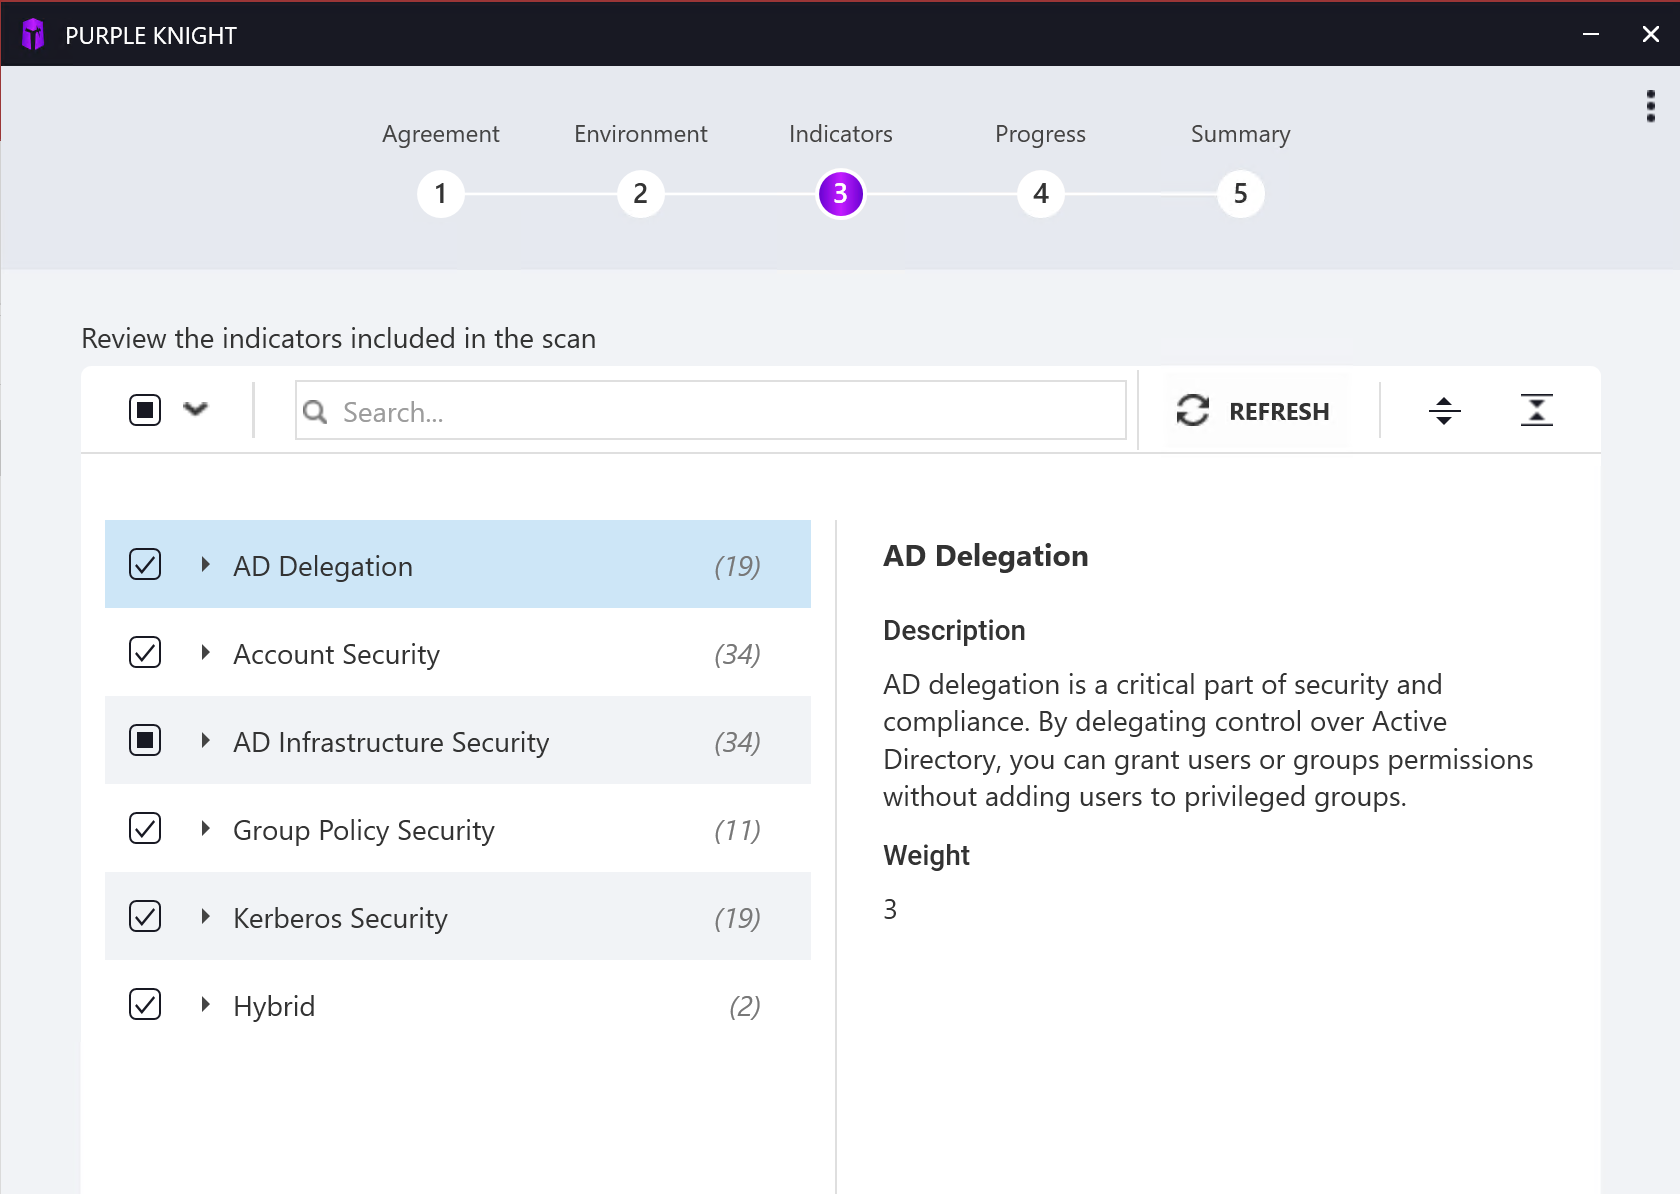 PURPLE KNIGHT
Agreement Environment Indicators Progress Summary
1 2 3 4 5
Review the indicators included in the scan
Search... REFRESH
AD Delegation (19)
Account Security (34)
AD Infrastructure Security (34)
Group Policy Security (11)
Kerberos Security (19)
Hybrid (2)
AD Delegation
Description
AD delegation is a critical part of security and
compliance. By delegating control over Active
Directory, you can grant users or groups permissions
without adding users to privileged groups.
Weight
3